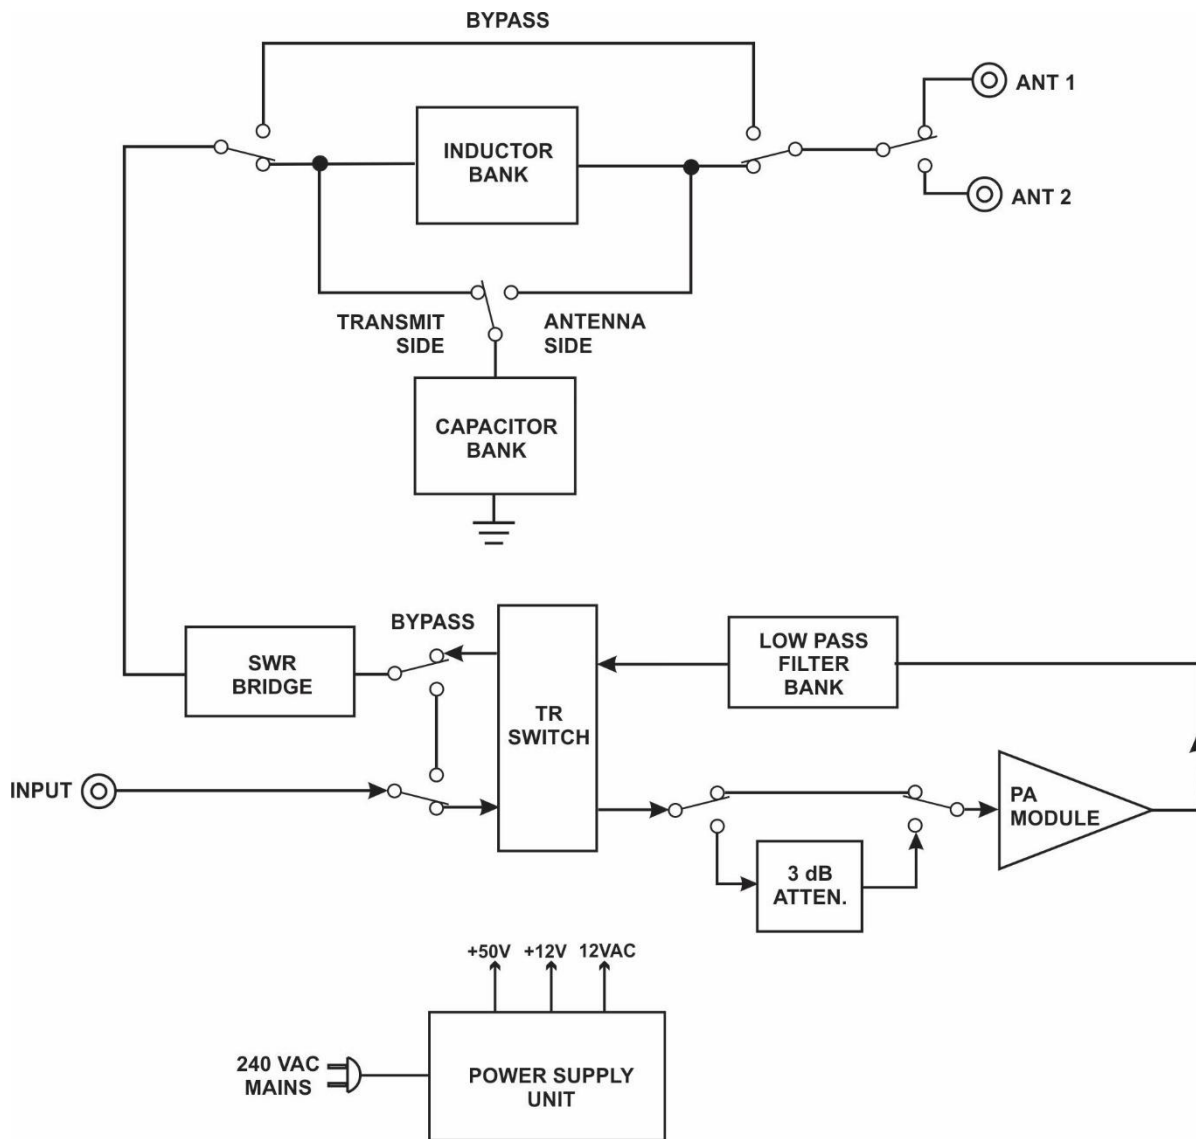 BYPASS
ANT 1
INDUCTOR
BANK
ANT 2
TRANSMIT
SIDE
ANTENNA
SIDE
CAPACITOR
BANK
BYPASS
SWR
BRIDGE
LOW PASS
FILTER
BANK
TR
SWITCH
INPUT
PA
MODULE
3 dB
ATTEN.
+50V +12V 12VAC
240 VAC
MAINS
POWER SUPPLY
UNIT